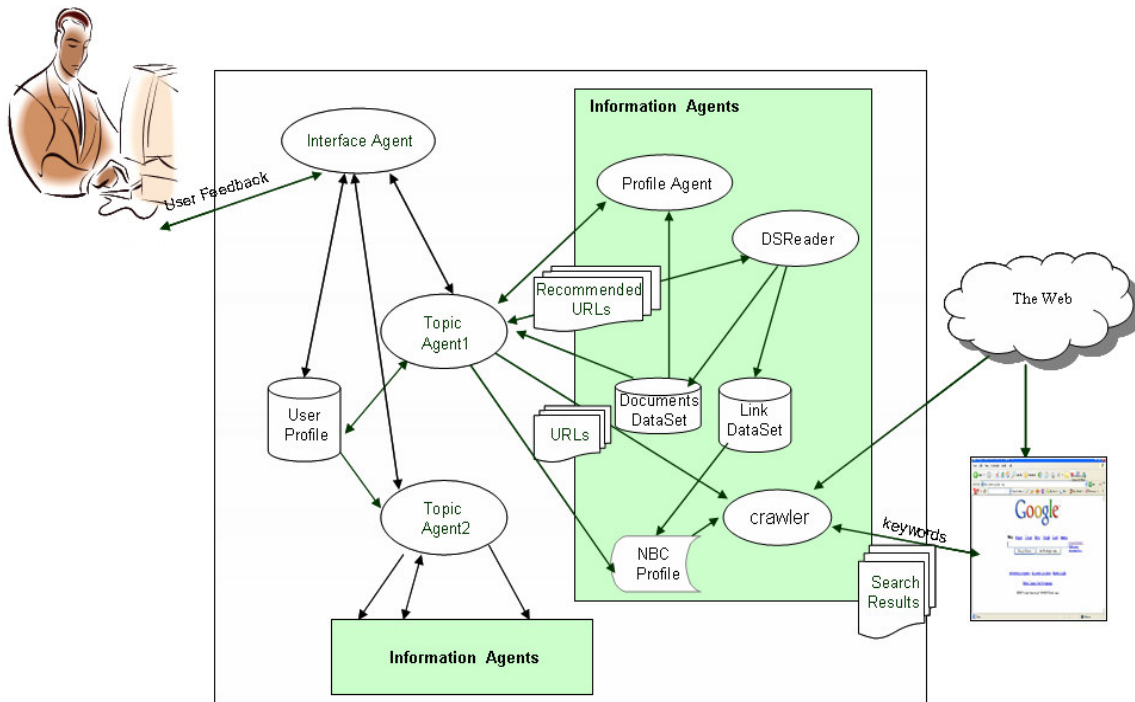 Information Agents
Interface Agent
User Feedback
Profile Agent
DSReader
Recommended
URLs
The Web
Topic
Agent1
User
Profile
URLs
Documents
DataSet
Link
DataSet
Google
Topic
Agent2
crawler
keywords
NBC
Profile
Search
Results
Information Agents